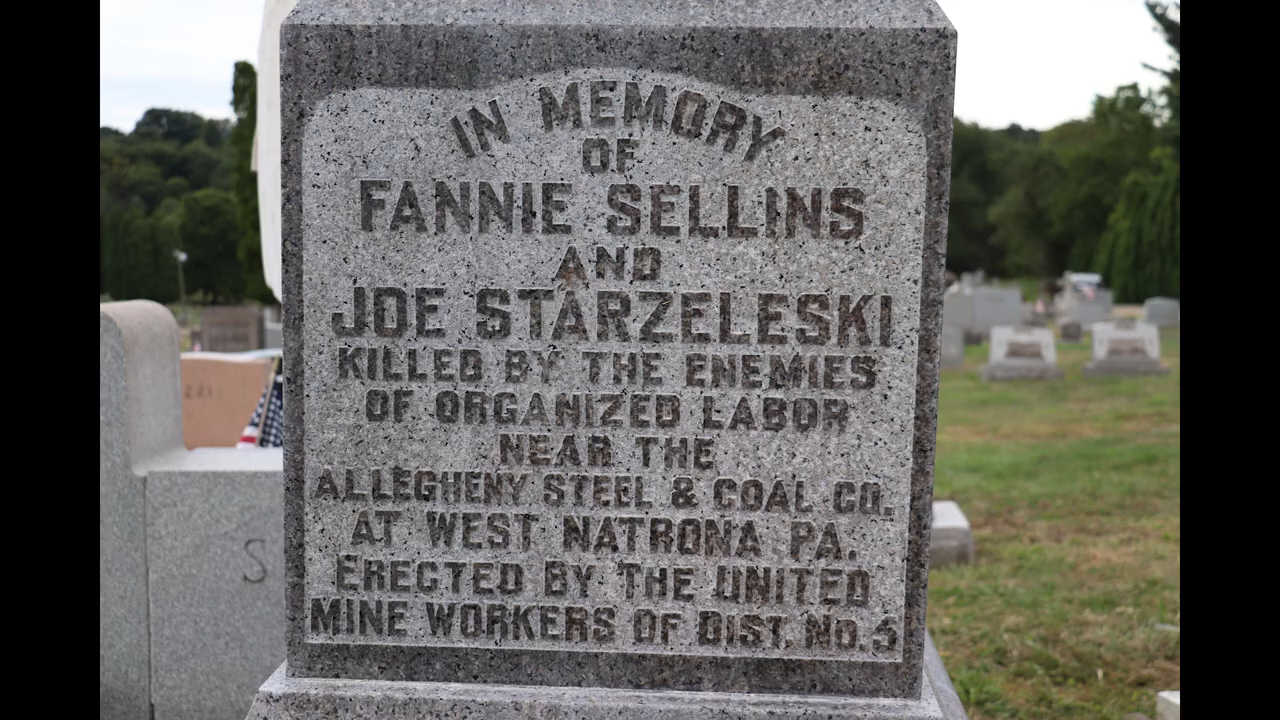 IN MEMORY
OF
FANNIE SELLINS
AND
JOE STARZELESKI
KILLED BY THE ENEMIES
OF ORGANIZED LABOR
NEAR THE
ALLEGHENY STEEL & COAL CO.
AT WEST NATRONA PA.
ERECTED BY THE UNITED
MINE WORKERS OF DIST. NO. 5
S